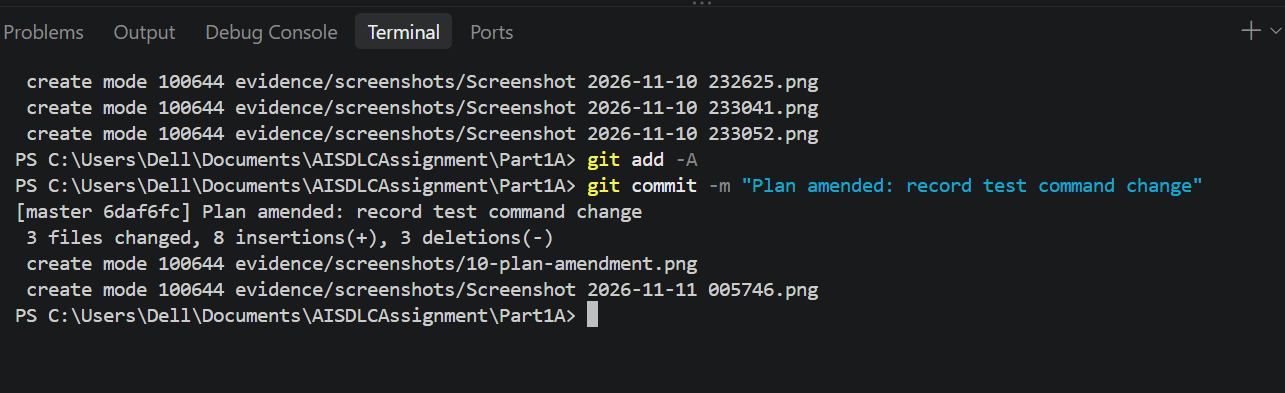 Problems Output Debug Console Terminal Ports
create mode 100644 evidence/screenshots/Screenshot 2026-11-10 232625.png
create mode 100644 evidence/screenshots/Screenshot 2026-11-10 233041.png
create mode 100644 evidence/screenshots/Screenshot 2026-11-10 233052.png
PS C:\Users\Dell\Documents\AISDLCAssignment\Part1A> git add -A
PS C:\Users\Dell\Documents\AISDLCAssignment\Part1A> git commit -m "Plan amended: record test command change"
[master 6daf6fc] Plan amended: record test command change
3 files changed, 8 insertions(+), 3 deletions(-)
create mode 100644 evidence/screenshots/10-plan-amendment.png
create mode 100644 evidence/screenshots/Screenshot 2026-11-11 005746.png
PS C:\Users\Dell\Documents\AISDLCAssignment\Part1A>